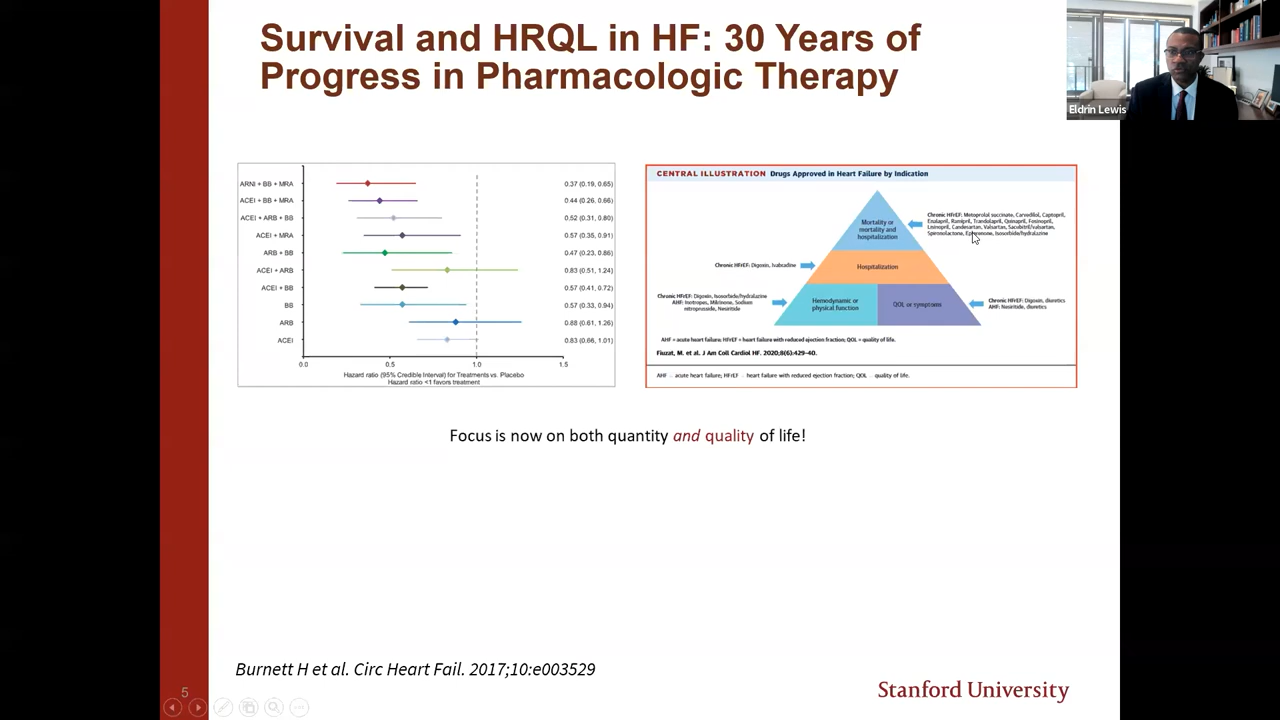 Survival and HRQL in HF: 30 Years of
Progress in Pharmacologic Therapy
Eldrin Lewis
ARNI + BB + MRA 0.37 (0.19, 0.65)
ACEI + BB + MRA 0.44 (0.26, 0.66)
ACEI + ARB + BB 0.52 (0.31, 0.80)
ACEI + MRA 0.57 (0.35, 0.91)
ARB + BB 0.47 (0.23, 0.86)
ACEI + ARB 0.83 (0.51, 1.24)
ACEI + BB 0.57 (0.41, 0.72)
BB 0.57 (0.33, 0.94)
ARB 0.88 (0.61, 1.26)
ACEI 0.83 (0.66, 1.01)
0.0 0.5 1.0 1.5
Hazard ratio (95% Credible Interval) for Treatments vs. Placebo
Hazard ratio <1 favors treatment
CENTRAL ILLUSTRATION Drugs Approved in Heart Failure by Indication
Mortality or
mortality and
hospitalization
Chronic HFrEF: Metoprolal succinate, Carvedilol, Captopril,
Enalapril, Ramipril, Trandolapril, Quinapril, Fosinopril,
Lisinopril, Candesartan, Valsartan, Sacubitril/valsartan,
Spironolactone, Eplerenone, Isosorbide/hydralazine
Chronic HFrEF: Digoxin, Ivabradine
Hospitalization
Chronic HFrEF: Digoxin, Isosorbide/hydralazine
AHF: Inotropes, Milrinone, Sodium
nitroprusside, Nesiritide
Hemodynamic or
physical function
QOL or symptoms
Chronic HFrEF: Digoxin, diuretics
AHF: Nesiritide, diuretics
AHF = acute heart failure; HFrEF = heart failure with reduced ejection fraction; QOL = quality of life.
Fiuzat, M. et al. J Am Coll Cardiol HF. 2020;8(6):429-40.
AHF = acute heart failure; HFrEF = heart failure with reduced ejection fraction; QOL = quality of life.
Focus is now on both quantity and quality of life!
Burnett H et al. Circ Heart Fail. 2017;10:e003529
Stanford University
5